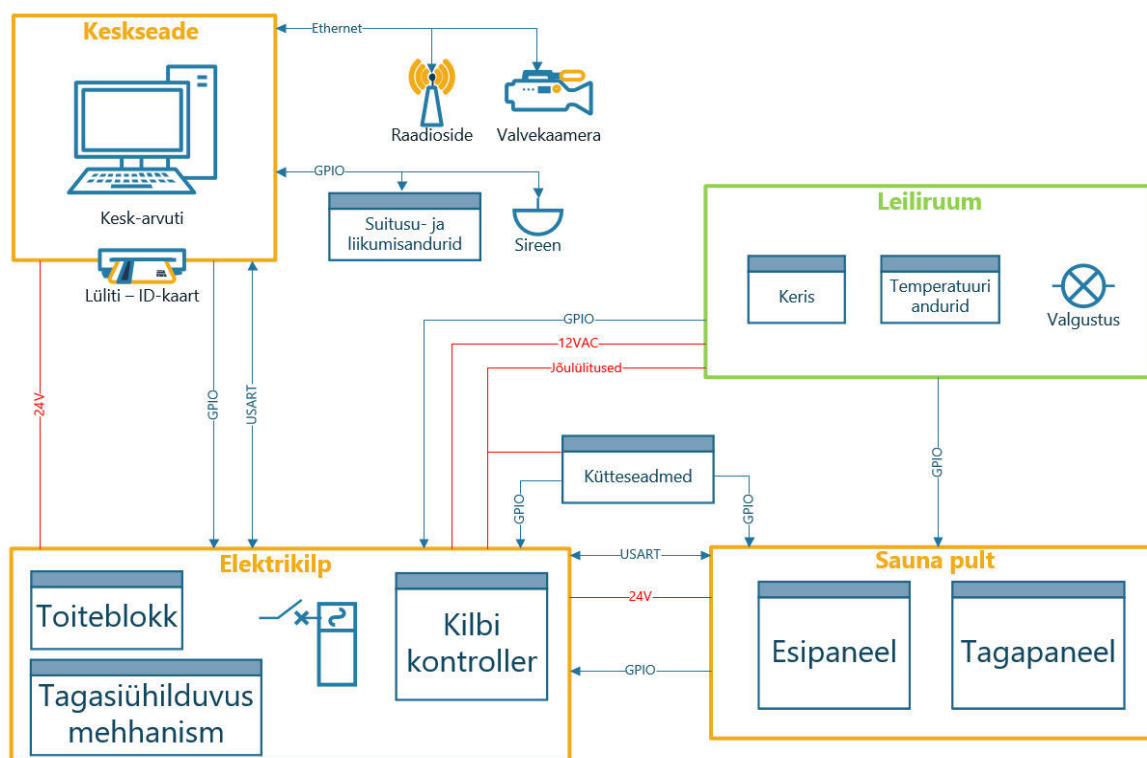 Keskseade
Kesk-arvuti
Lüliti – ID-kaart
Ethernet
Raadioside
Valvekaamera
GPIO
Suitusu- ja
liikumisandurid
Sireen
Leiliruum
Keris
Temperatuuri
andurid
Valgustus
GPIO
12VAC
Jõulülitused
24V
GPIO
USART
GPIO
Kütteseadmed
GPIO
GPIO
Elektrikilp
Toiteblokk
Tagasiühilduvus
mehhanism
Kilbi
kontroller
USART
24V
GPIO
Sauna pult
Esipaneel
Tagapaneel